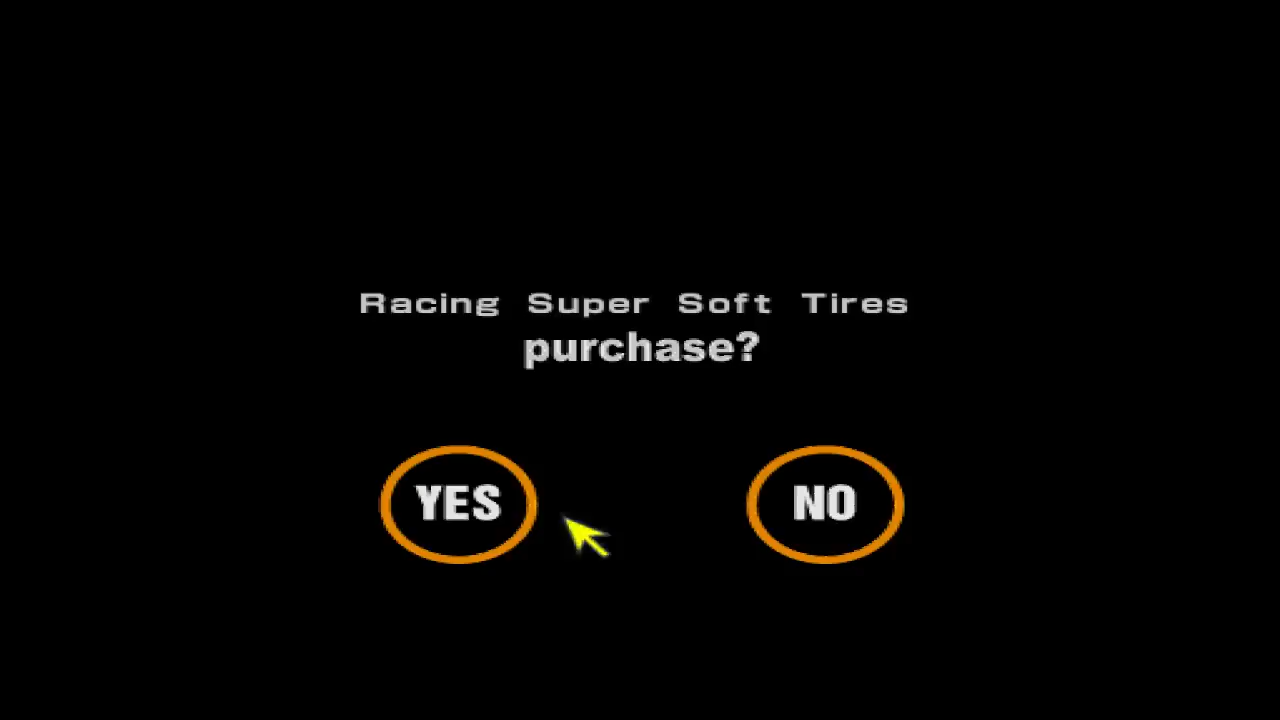 Racing Super Soft Tires
purchase?
YES NO